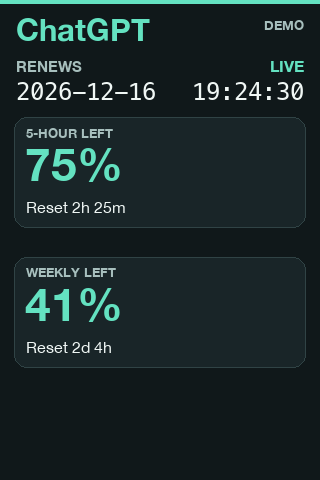 ChatGPT DEMO
RENEWS LIVE
2026-12-16 19:24:30
5-HOUR LEFT
75%
Reset 2h 25m
WEEKLY LEFT
41%
Reset 2d 4h